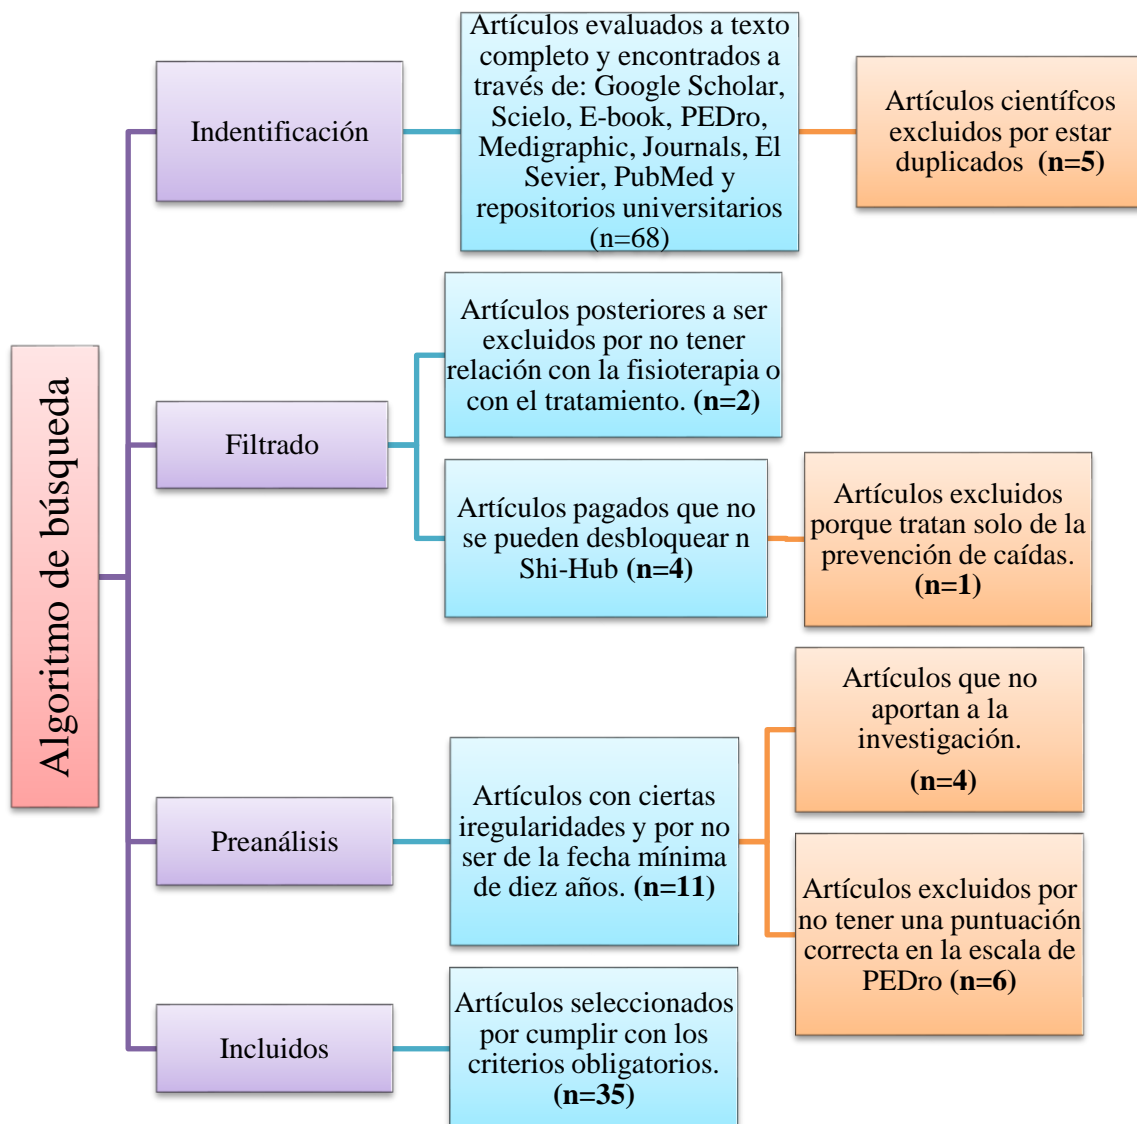 Algoritmo de búsqueda
Indentificación
Artículos evaluados a texto
completo y encontrados a
través de: Google Scholar,
Scielo, E-book, PEDro,
Medigraphic, Journals, El
Sevier, PubMed y
repositorios universitarios
(n=68)
Artículos científcos
excluidos por estar
duplicados (n=5)
Filtrado
Artículos posteriores a ser
excluidos por no tener
relación con la fisioterapia o
con el tratamiento. (n=2)
Artículos pagados que no
se pueden desbloquear n
Shi-Hub (n=4)
Artículos excluidos
porque tratan solo de la
prevención de caídas.
(n=1)
Preanálisis
Artículos con ciertas
iregularidades y por no
ser de la fecha mínima
de diez años. (n=11)
Artículos que no
aportan a la
investigación.
(n=4)
Artículos excluidos por
no tener una puntuación
correcta en la escala de
PEDro (n=6)
Incluidos
Artículos seleccionados
por cumplir con los
criterios obligatorios.
(n=35)